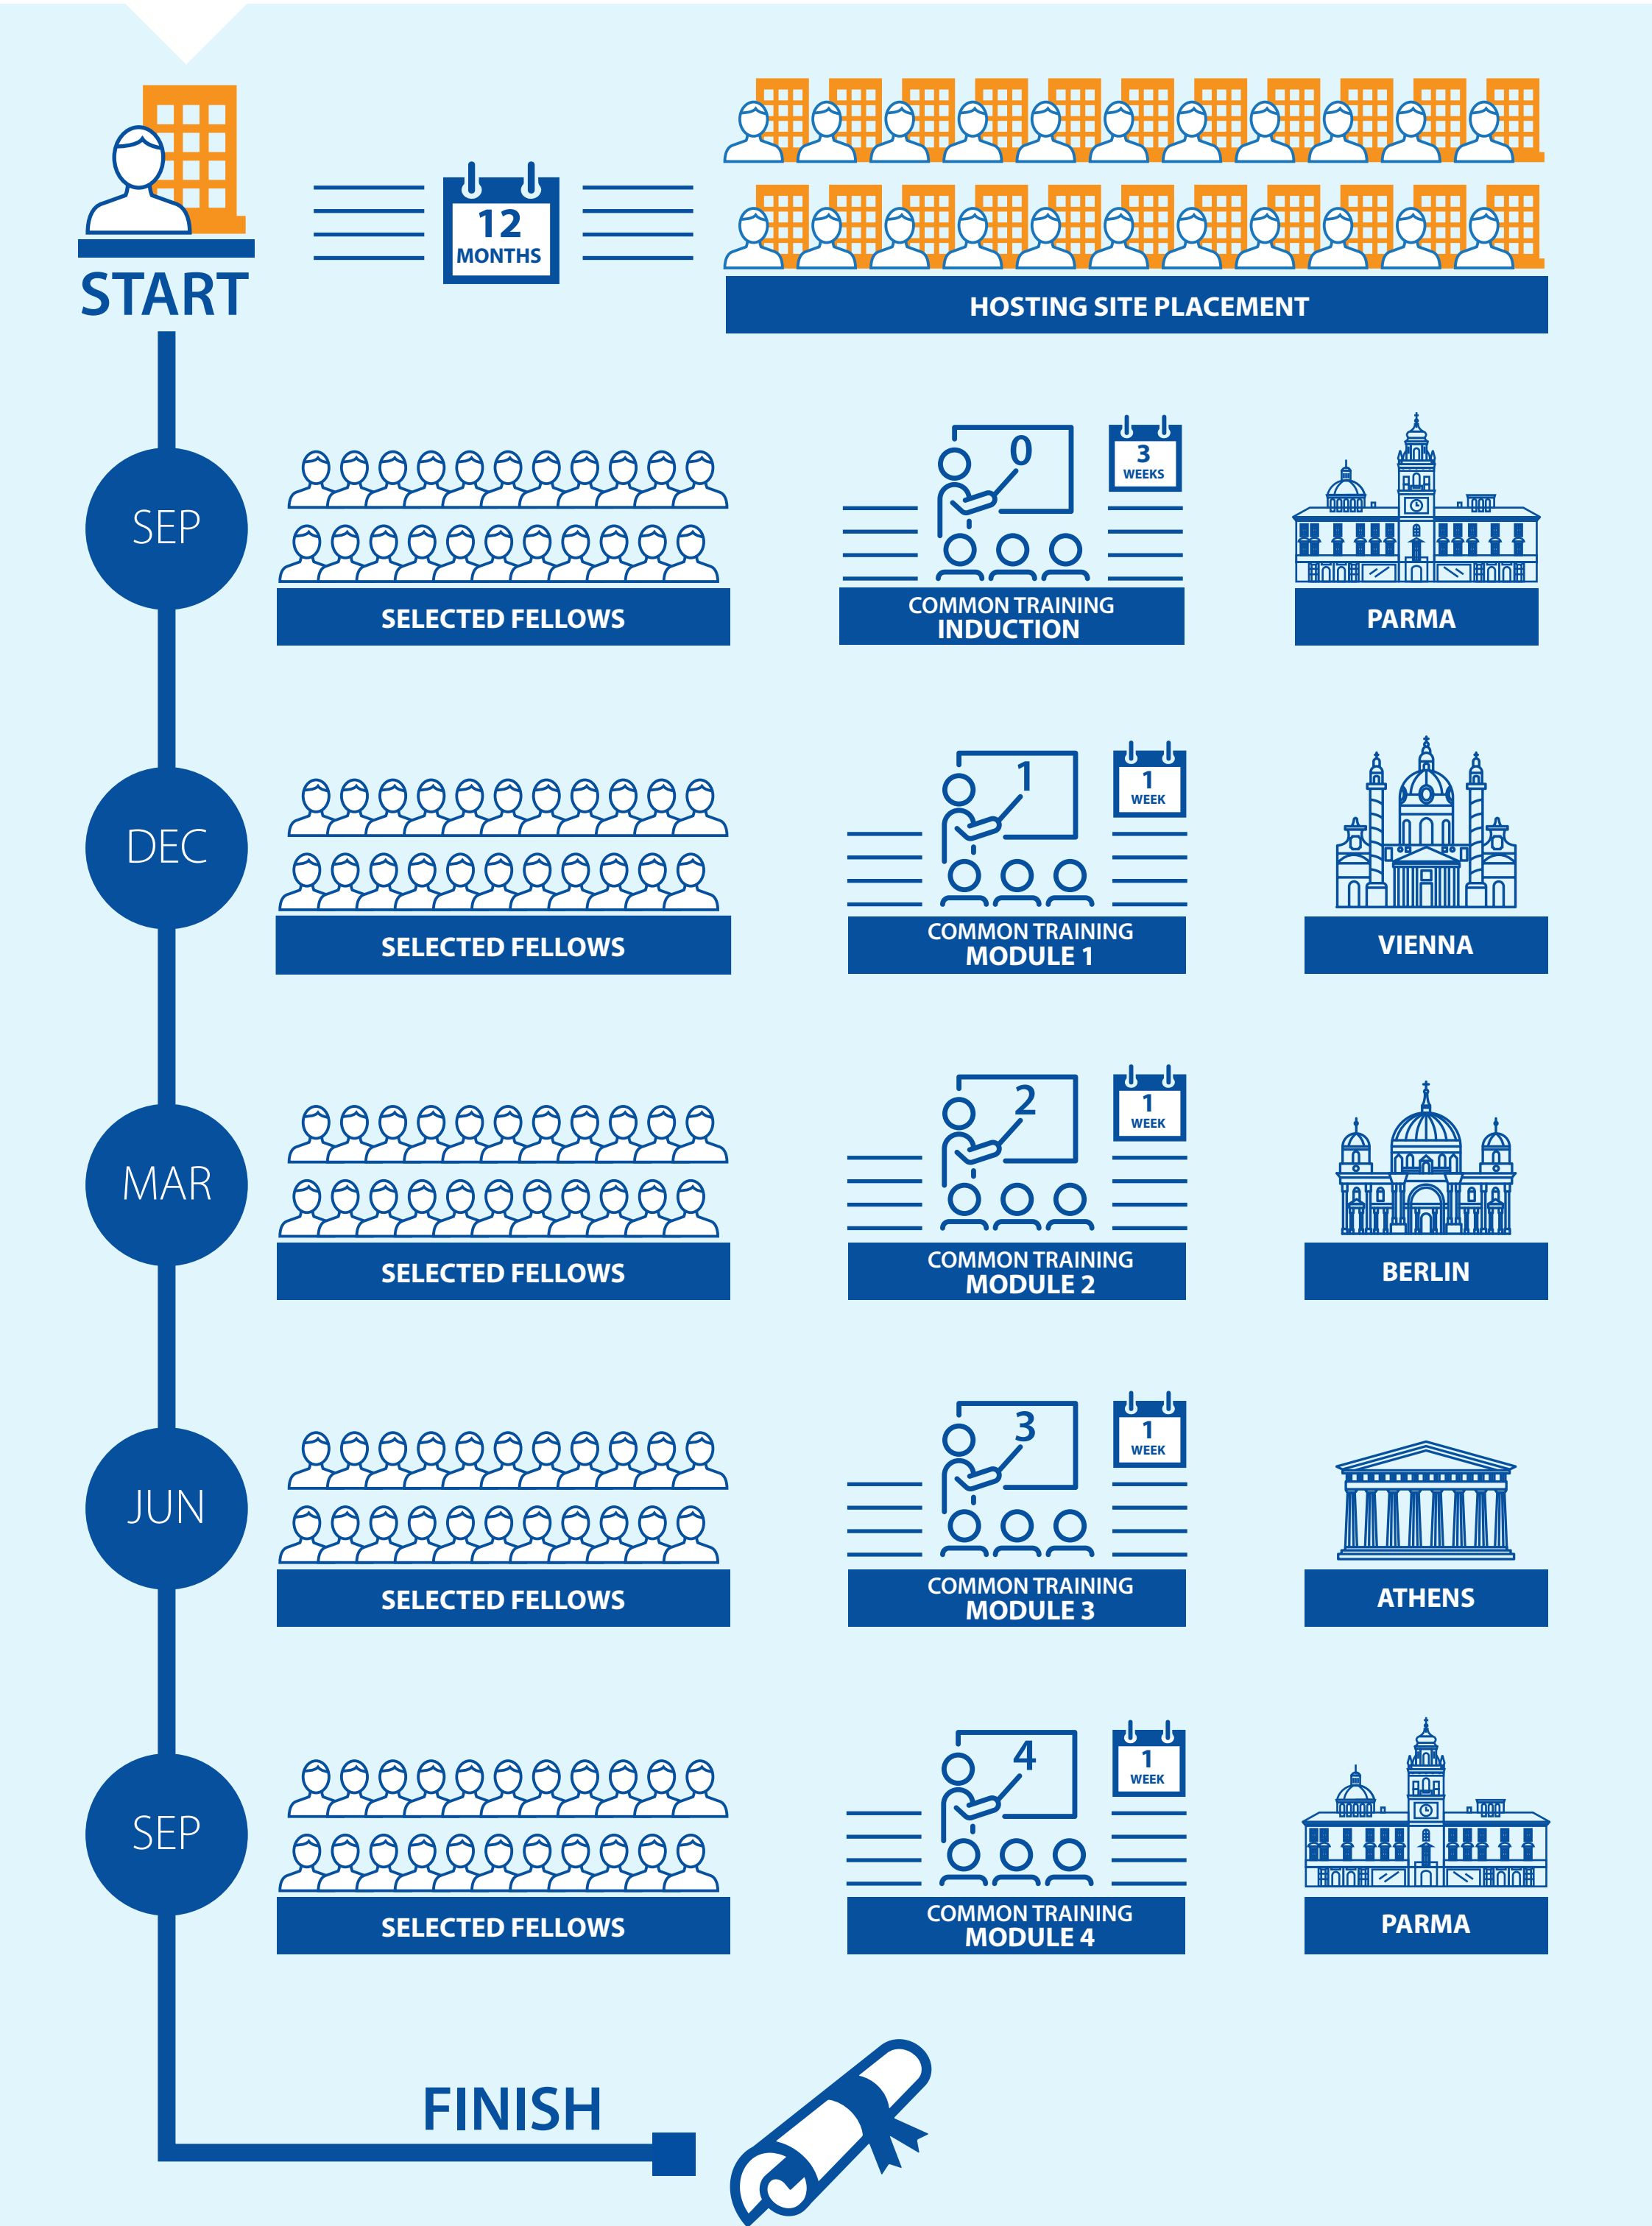 START
12
MONTHS
HOSTING SITE PLACEMENT
SEP
SELECTED FELLOWS
0
3
WEEKS
COMMON TRAINING
INDUCTION
PARMA
DEC
SELECTED FELLOWS
1
1
WEEK
COMMON TRAINING
MODULE 1
VIENNA
MAR
SELECTED FELLOWS
2
1
WEEK
COMMON TRAINING
MODULE 2
BERLIN
JUN
SELECTED FELLOWS
3
1
WEEK
COMMON TRAINING
MODULE 3
ATHENS
SEP
SELECTED FELLOWS
4
1
WEEK
COMMON TRAINING
MODULE 4
PARMA
FINISH